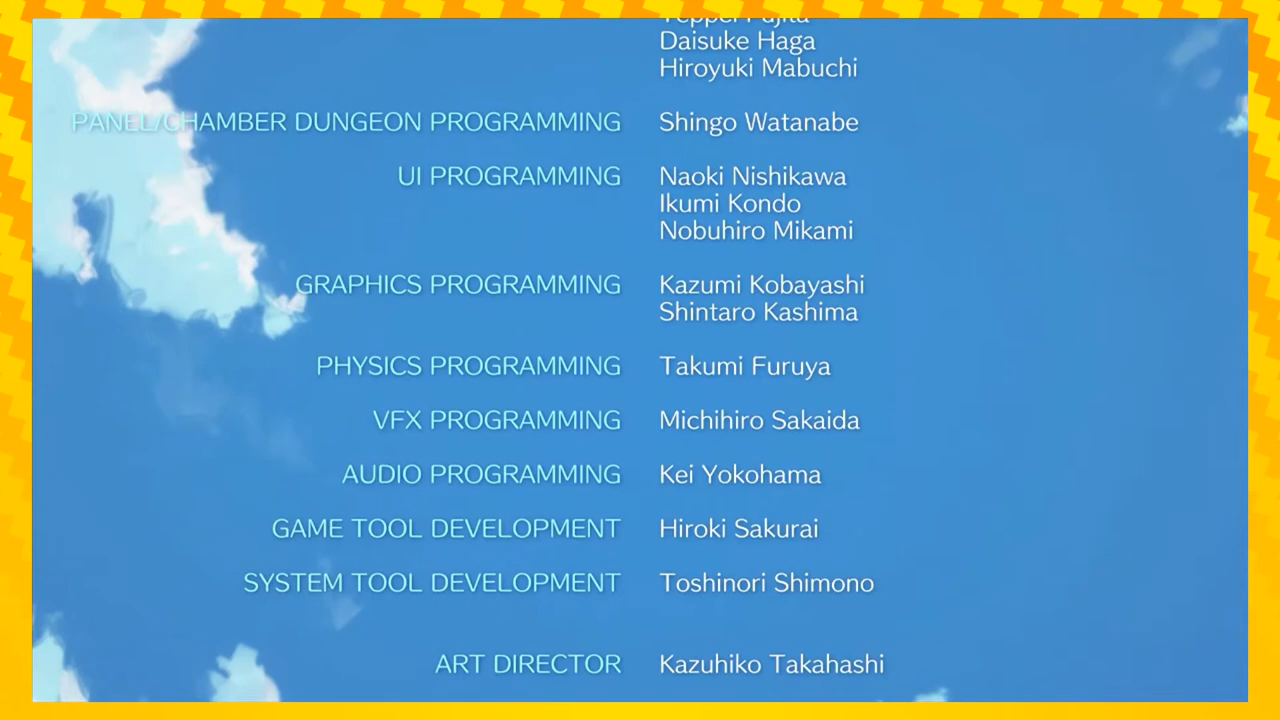 Daisuke Haga
Hiroyuki Mabuchi
PANEL/CHAMBER DUNGEON PROGRAMMING Shingo Watanabe
UI PROGRAMMING Naoki Nishikawa
Ikumi Kondo
Nobuhiro Mikami
GRAPHICS PROGRAMMING Kazumi Kobayashi
Shintaro Kashima
PHYSICS PROGRAMMING Takumi Furuya
VFX PROGRAMMING Michihiro Sakaida
AUDIO PROGRAMMING Kei Yokohama
GAME TOOL DEVELOPMENT Hiroki Sakurai
SYSTEM TOOL DEVELOPMENT Toshinori Shimono
ART DIRECTOR Kazuhiko Takahashi